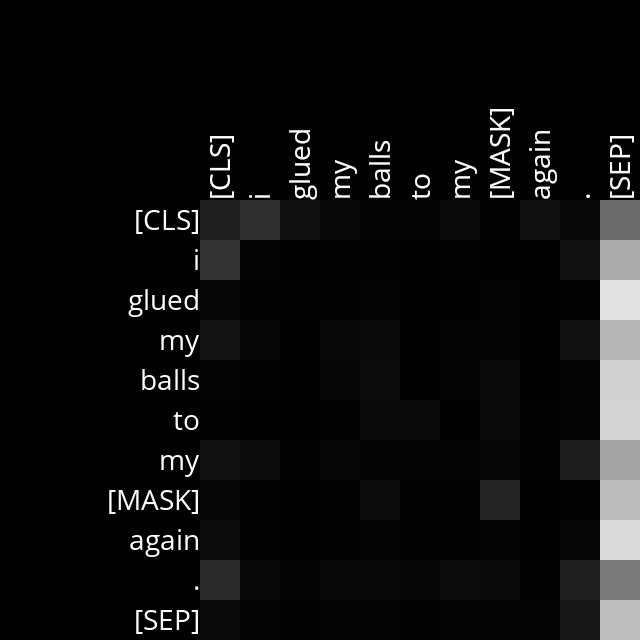 [CLS] i glued my balls to my [MASK] again . [SEP]
[CLS]
i
glued
my
balls
to
my
[MASK]
again
.
[SEP]